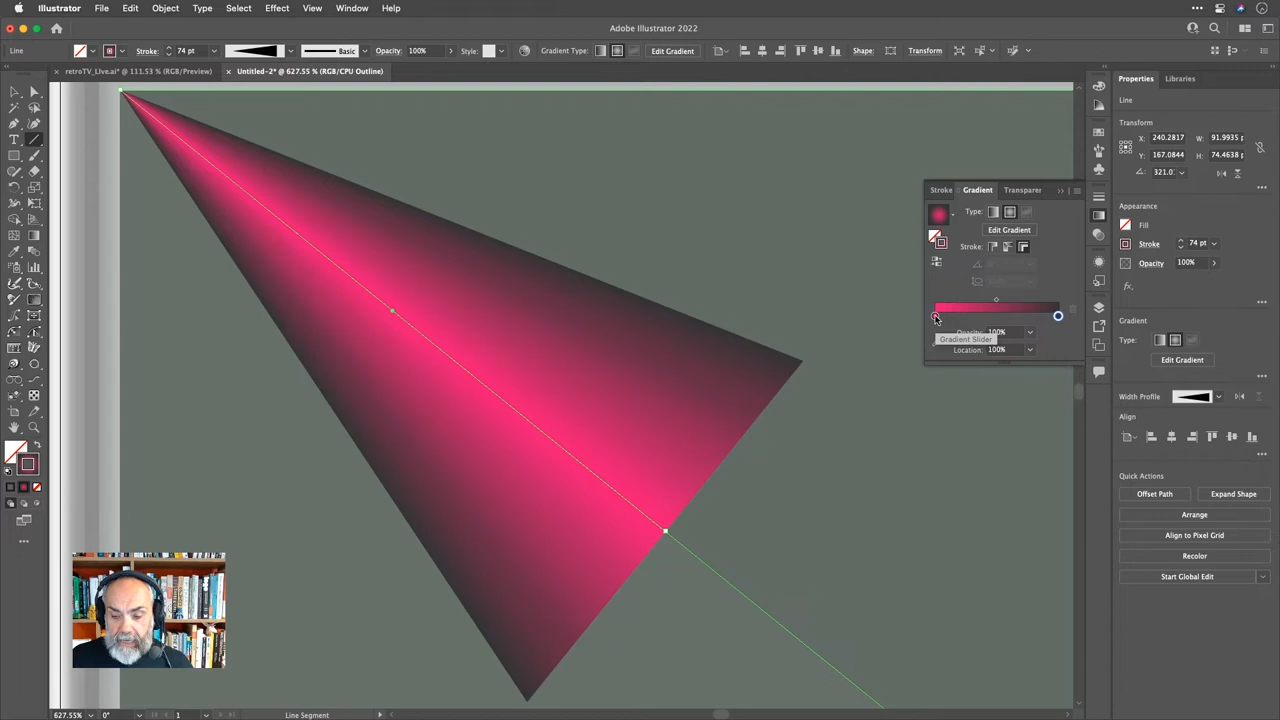 Illustrator File Edit Object Type Select Effect View Window Help
Adobe Illustrator 2022
Line Stroke: 74 pt Basic Opacity: 100% Style: Gradient Type: Edit Gradient Shape: Transform
× retroTV_Live.ai* @ 111.53 % (RGB/Preview) × Untitled-2* @ 627.55 % (RGB/CPU Outline)
Properties Libraries
Line
Transform
X: 240.2817 W: 91.9935 p
Y: 167.0844 H: 74.4638 p
321.0
Stroke Gradient Transparer
Type:
Edit Gradient
Stroke:
Opacity: 100%
Gradient Slider
Location: 100%
Appearance
Fill
Stroke 74 pt
Opacity 100%
fx.
Gradient
Type:
Edit Gradient
Width Profile
Align
Quick Actions
Offset Path Expand Shape
Arrange
Align to Pixel Grid
Recolor
Start Global Edit
627.55% 0° 1 Line Segment